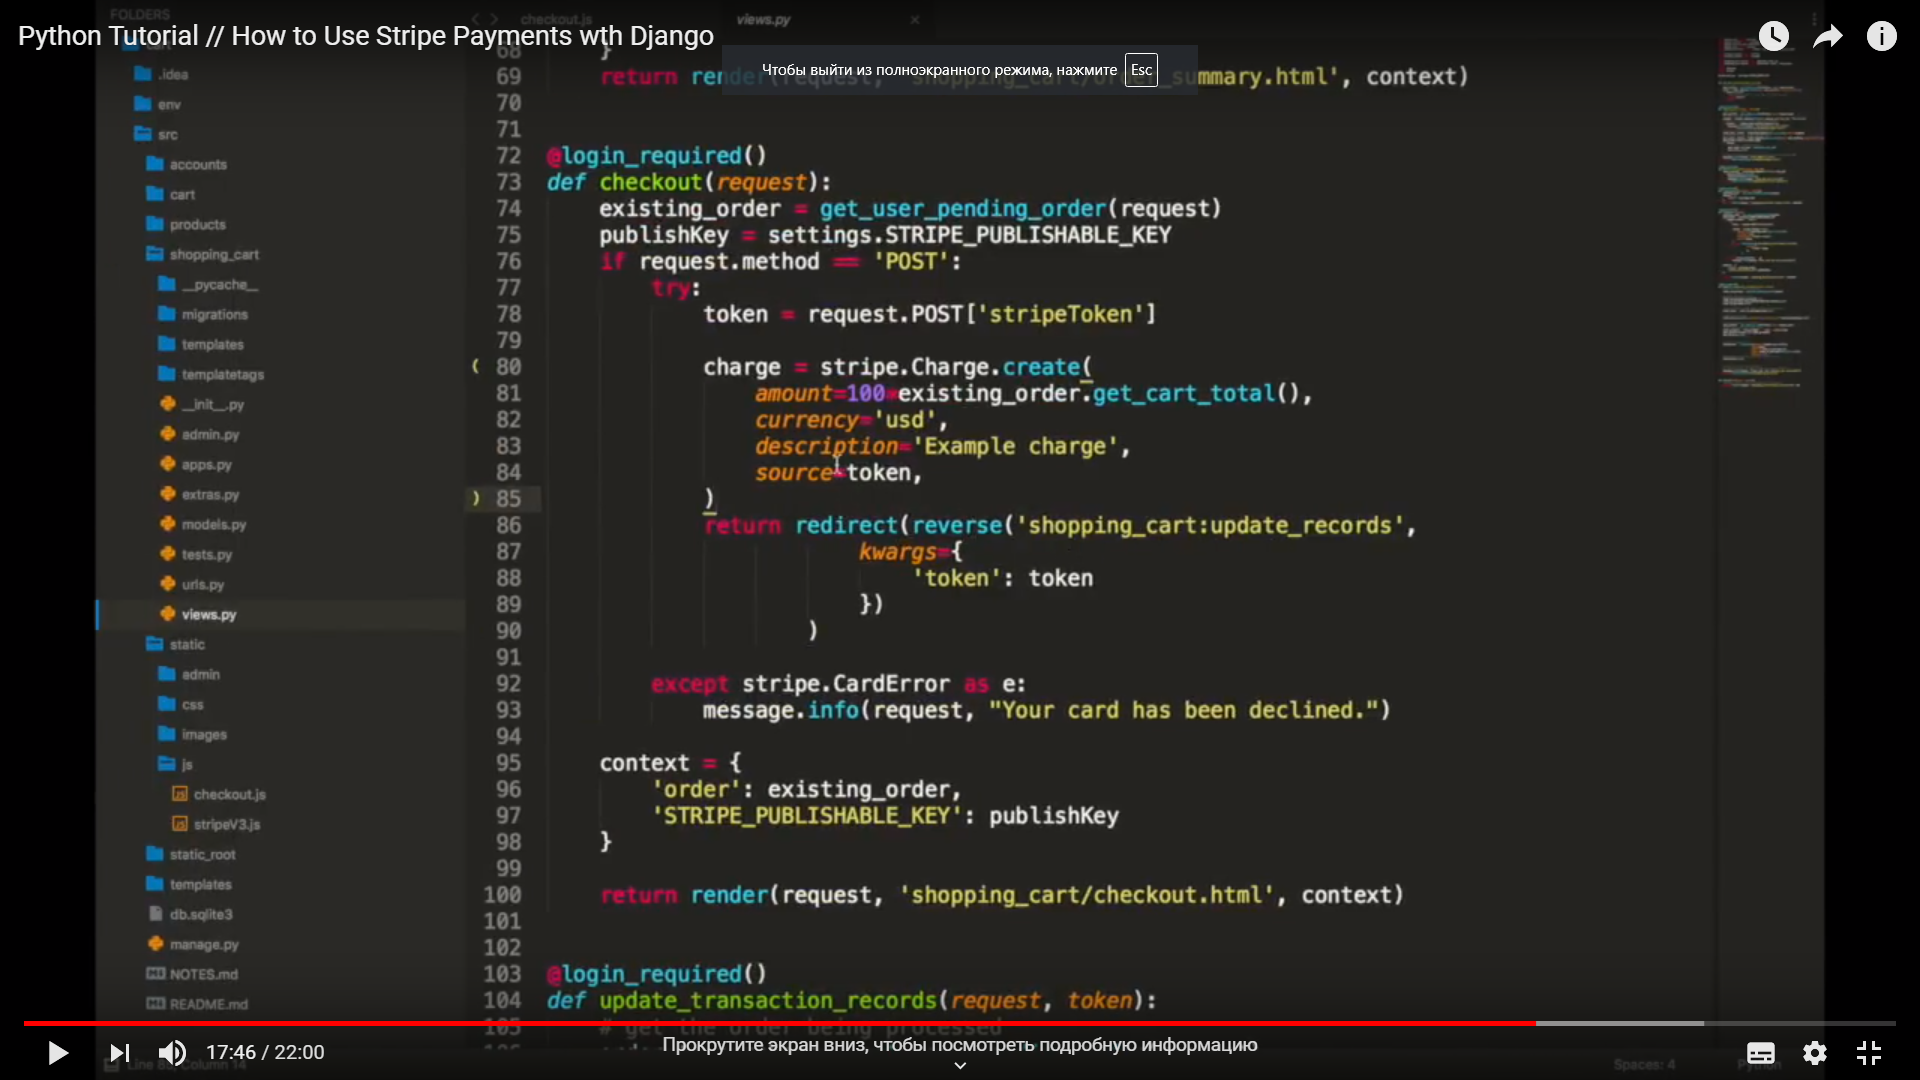 FOLDERS
checkout.js
views.py
Python Tutorial // How to Use Stripe Payments wth Django
Чтобы выйти из полноэкранного режима, нажмите Esc
.idea
env
src
accounts
cart
products
shopping_cart
__pycache__
migrations
templates
templatetags
__init__.py
admin.py
apps.py
extras.py
models.py
tests.py
urls.py
views.py
static
admin
css
images
js
checkout.js
stripeV3.js
static_root
templates
db.sqlite3
manage.py
NOTES.md
README.md
68 }
69 return render(request, 'shopping_cart/order_summary.html', context)
70
71
72 @login_required()
73 def checkout(request):
74 existing_order = get_user_pending_order(request)
75 publishKey = settings.STRIPE_PUBLISHABLE_KEY
76 if request.method == 'POST':
77 try:
78 token = request.POST['stripeToken']
79
80 charge = stripe.Charge.create(
81 amount=100*existing_order.get_cart_total(),
82 currency='usd',
83 description='Example charge',
84 source=token,
85 )
86 return redirect(reverse('shopping_cart:update_records',
87 kwargs={
88 'token': token
89 })
90 )
91
92 except stripe.CardError as e:
93 message.info(request, "Your card has been declined.")
94
95 context = {
96 'order': existing_order,
97 'STRIPE_PUBLISHABLE_KEY': publishKey
98 }
99
100 return render(request, 'shopping_cart/checkout.html', context)
101
102
103 @login_required()
104 def update_transaction_records(request, token):
105 # get the order being processed
17:46 / 22:00
Прокрутите экран вниз, чтобы посмотреть подробную информацию
Spaces: 4
Python